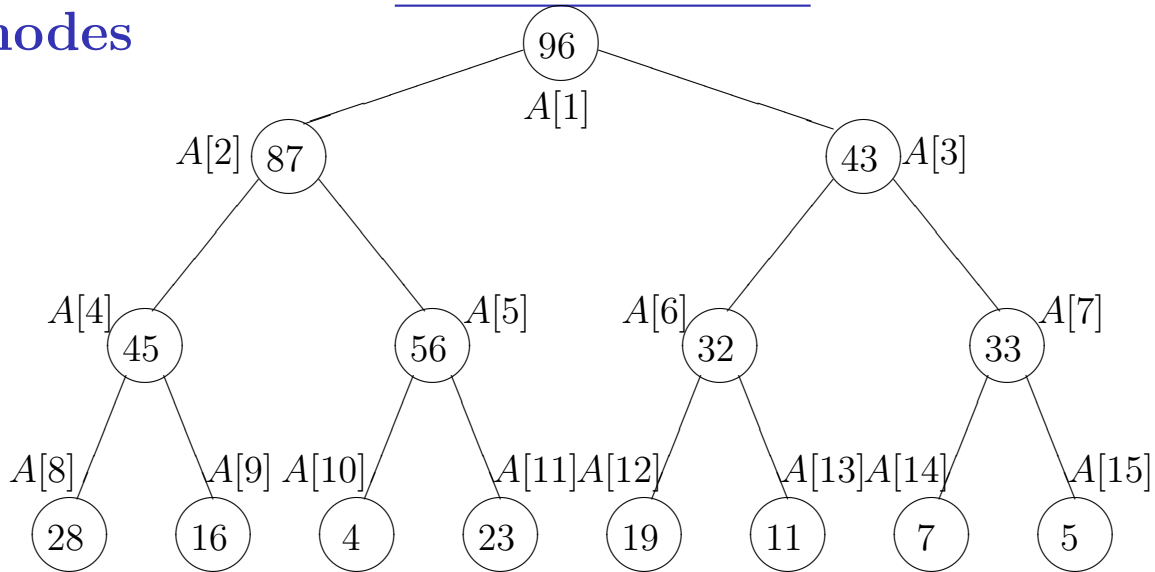 nodes
96
A[1]
A[2] 87 43 A[3]
A[4] A[5] A[6] A[7]
45 56 32 33
A[8] A[9] A[10] A[11] A[12] A[13] A[14] A[15]
28 16 4 23 19 11 7 5